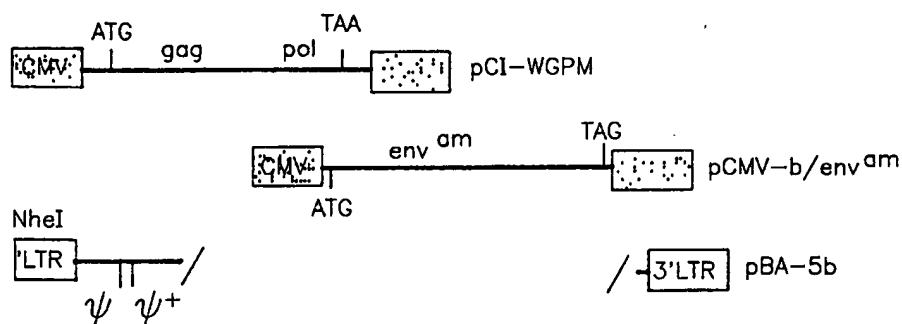 ATG gag pol TAA
CMV pCI-WGPM
env am TAG
CMV pCMV-b/env am
ATG
NheI
'LTR 3'LTR pBA-5b
ψ ψ+